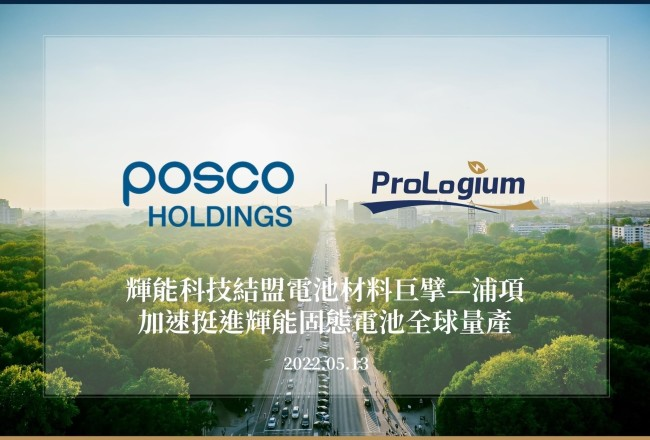 posco
HOLDINGS
ProLogium
輝能科技結盟電池材料巨擘—浦項
加速挺進輝能固態電池全球量產
2022.05.13